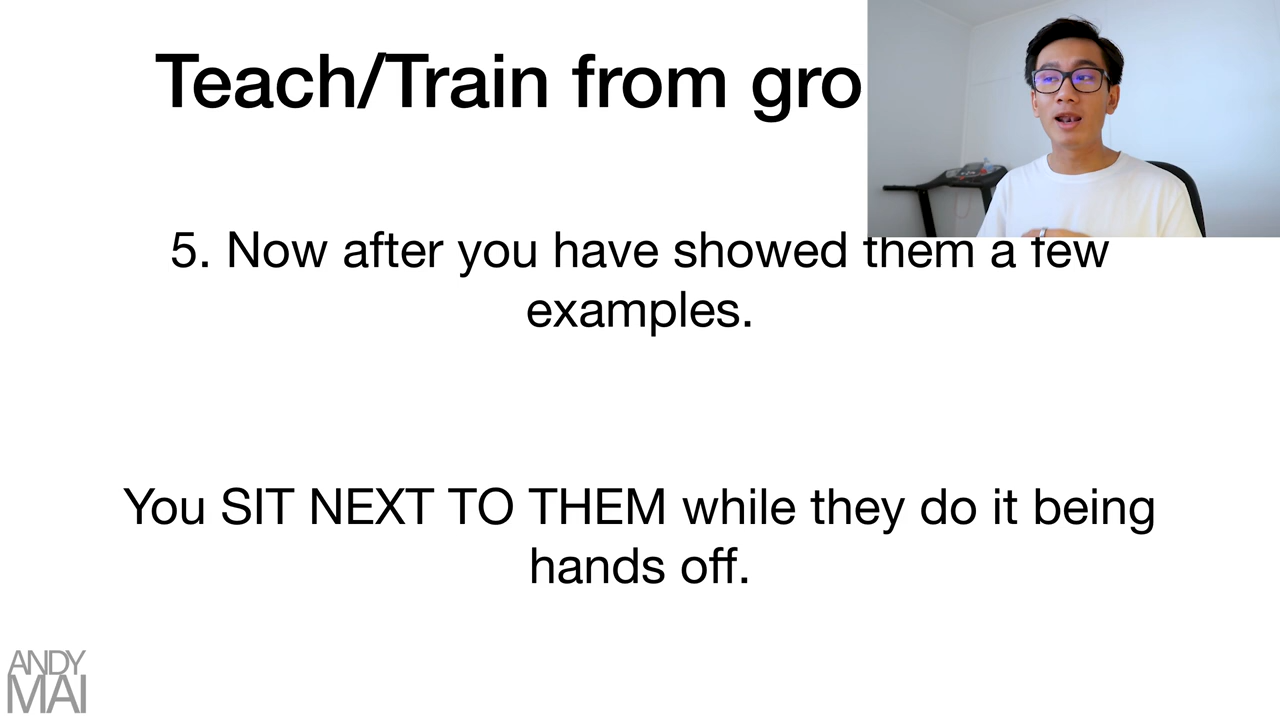 Teach/Train from gro
5. Now after you have showed them a few
examples.
You SIT NEXT TO THEM while they do it being
hands off.
ANDY
MAI